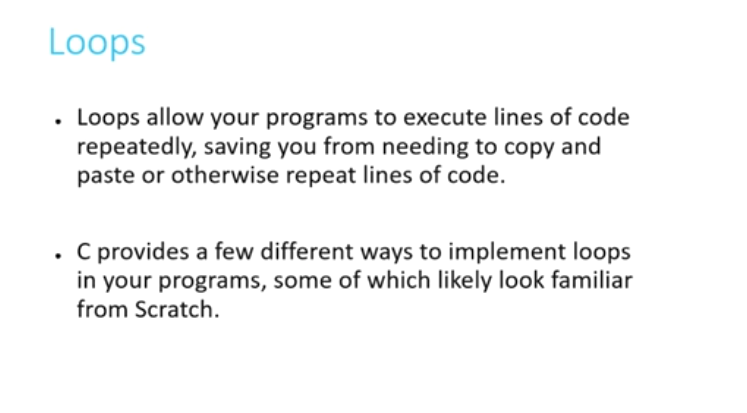 Loops
• Loops allow your programs to execute lines of code
repeatedly, saving you from needing to copy and
paste or otherwise repeat lines of code.
• C provides a few different ways to implement loops
in your programs, some of which likely look familiar
from Scratch.